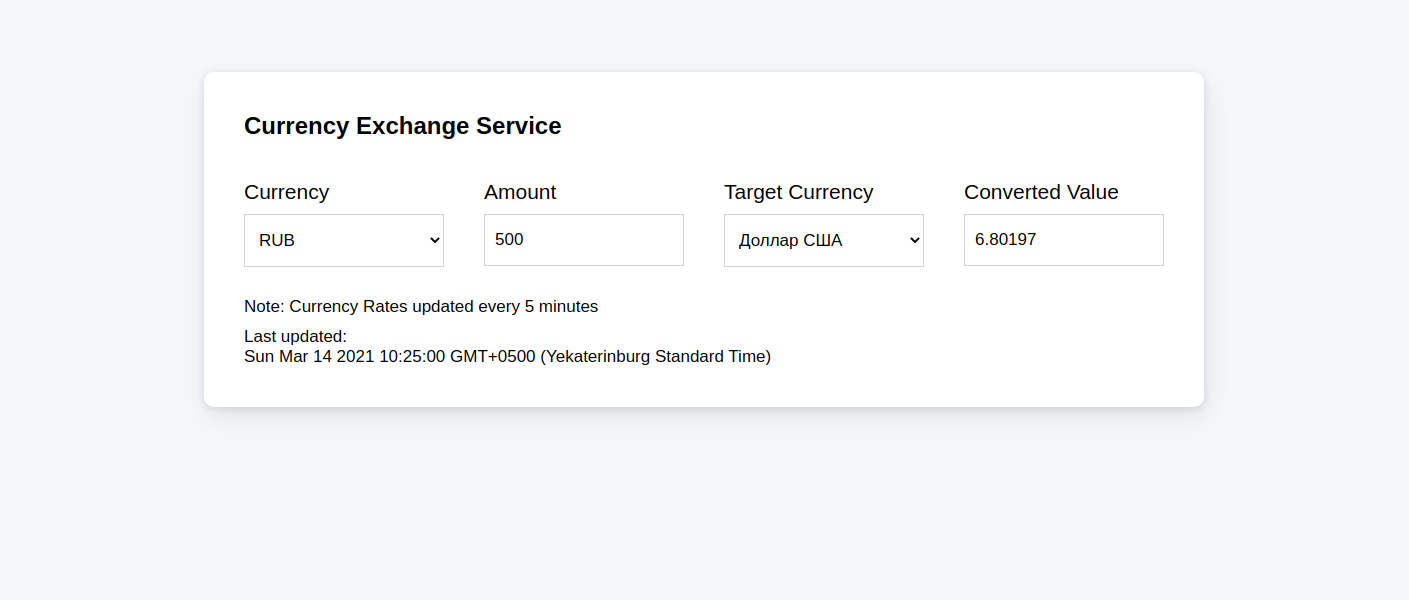 Currency Exchange Service
Currency Amount Target Currency Converted Value
RUB 500 Доллар США 6.80197
Note: Currency Rates updated every 5 minutes
Last updated:
Sun Mar 14 2021 10:25:00 GMT+0500 (Yekaterinburg Standard Time)